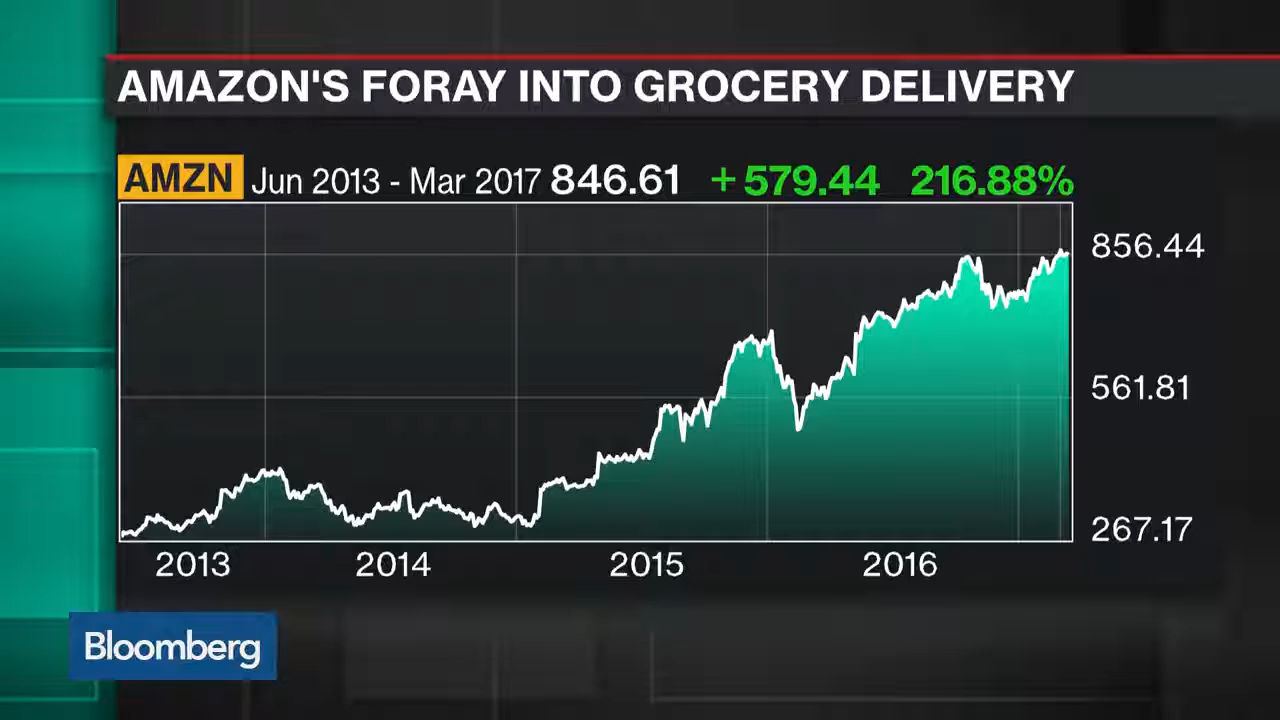 AMAZON'S FORAY INTO GROCERY DELIVERY
AMZN Jun 2013 - Mar 2017 846.61 +579.44 216.88%
856.44
561.81
267.17
2013 2014 2015 2016
Bloomberg